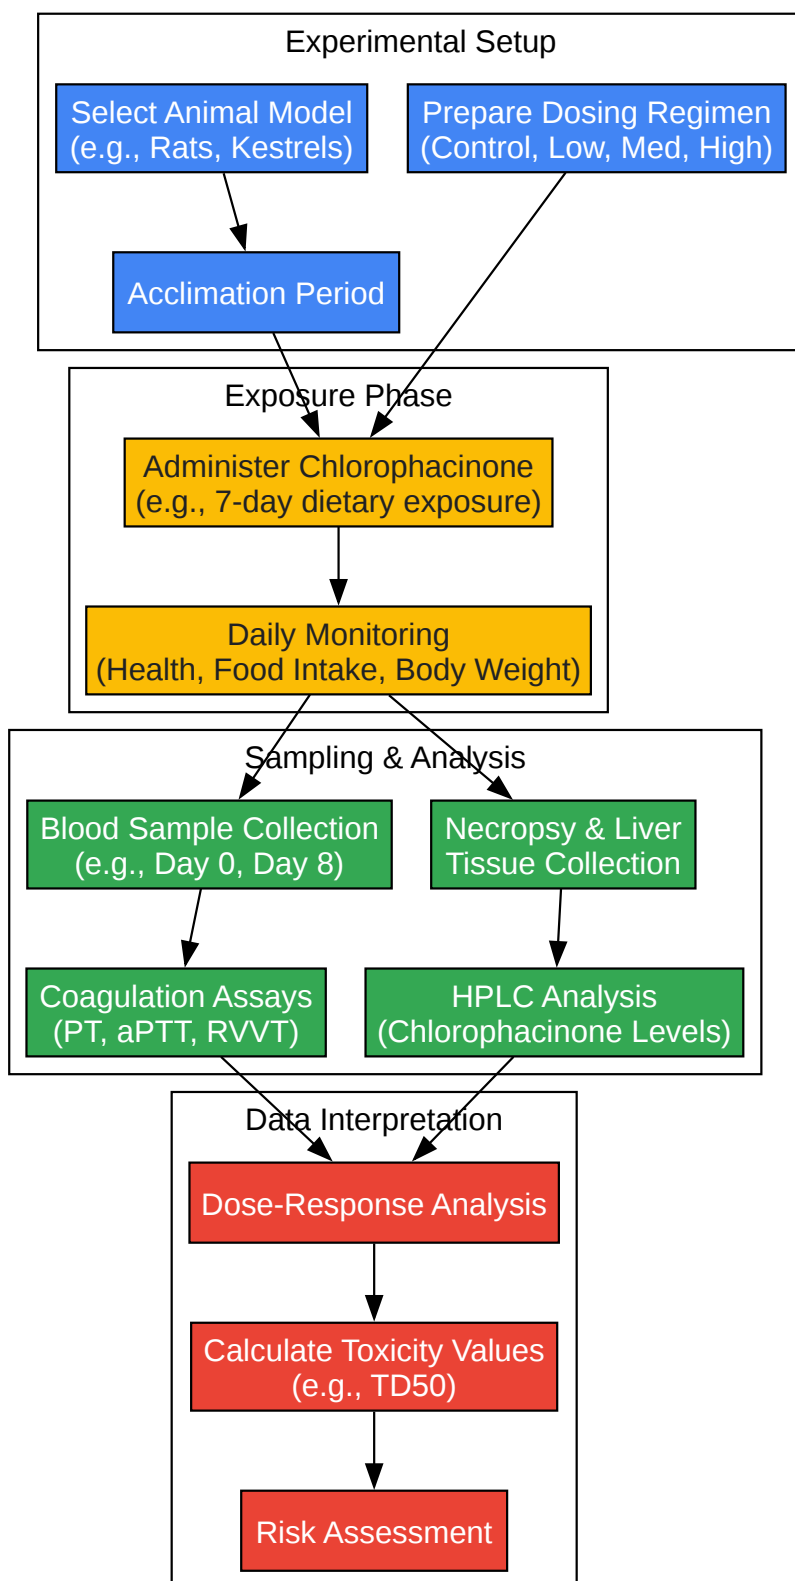 Experimental Setup
Select Animal Model
(e.g., Rats, Kestrels)
Prepare Dosing Regimen
(Control, Low, Med, High)
Acclimation Period
Exposure Phase
Administer Chlorophacinone
(e.g., 7-day dietary exposure)
Daily Monitoring
(Health, Food Intake, Body Weight)
Sampling & Analysis
Blood Sample Collection
(e.g., Day 0, Day 8)
Necropsy & Liver
Tissue Collection
Coagulation Assays
(PT, aPTT, RVVT)
HPLC Analysis
(Chlorophacinone Levels)
Data Interpretation
Dose-Response Analysis
Calculate Toxicity Values
(e.g., TD50)
Risk Assessment